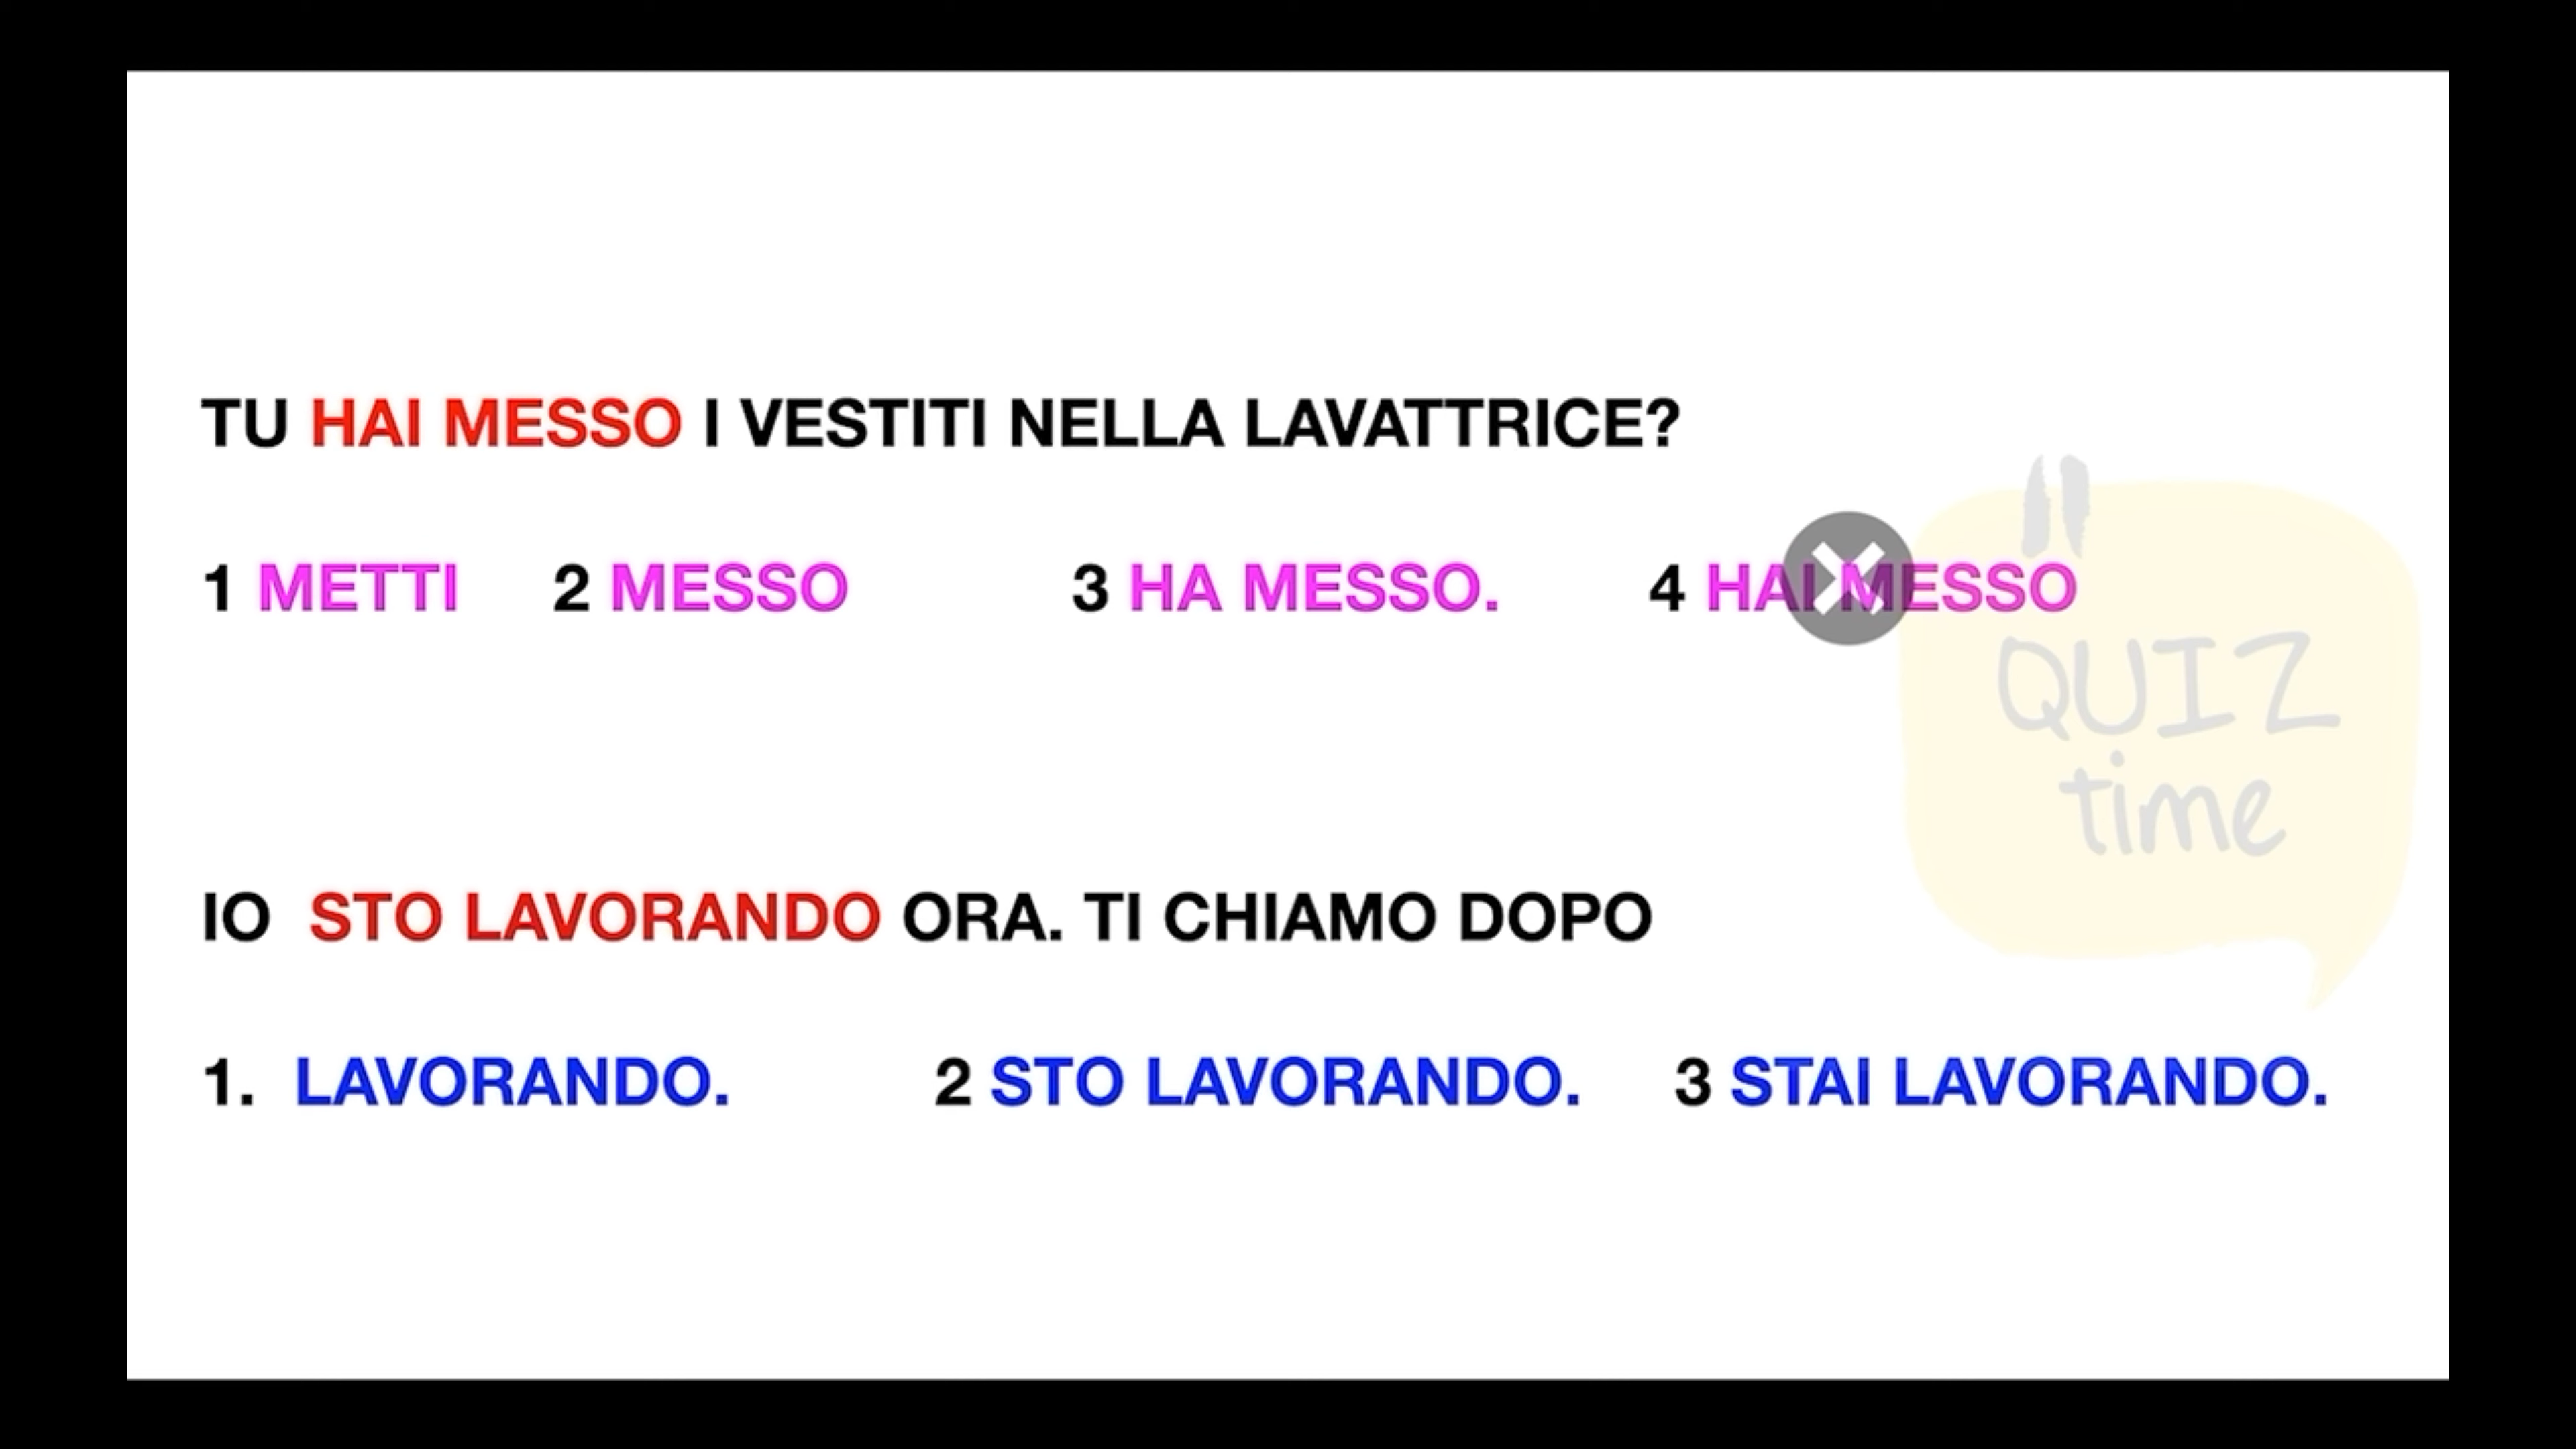 TU HAI MESSO I VESTITI NELLA LAVATTRICE?
1 METTI 2 MESSO 3 HA MESSO. 4 HAI MESSO
QUIZ
time
IO STO LAVORANDO ORA. TI CHIAMO DOPO
1. LAVORANDO. 2 STO LAVORANDO. 3 STAI LAVORANDO.